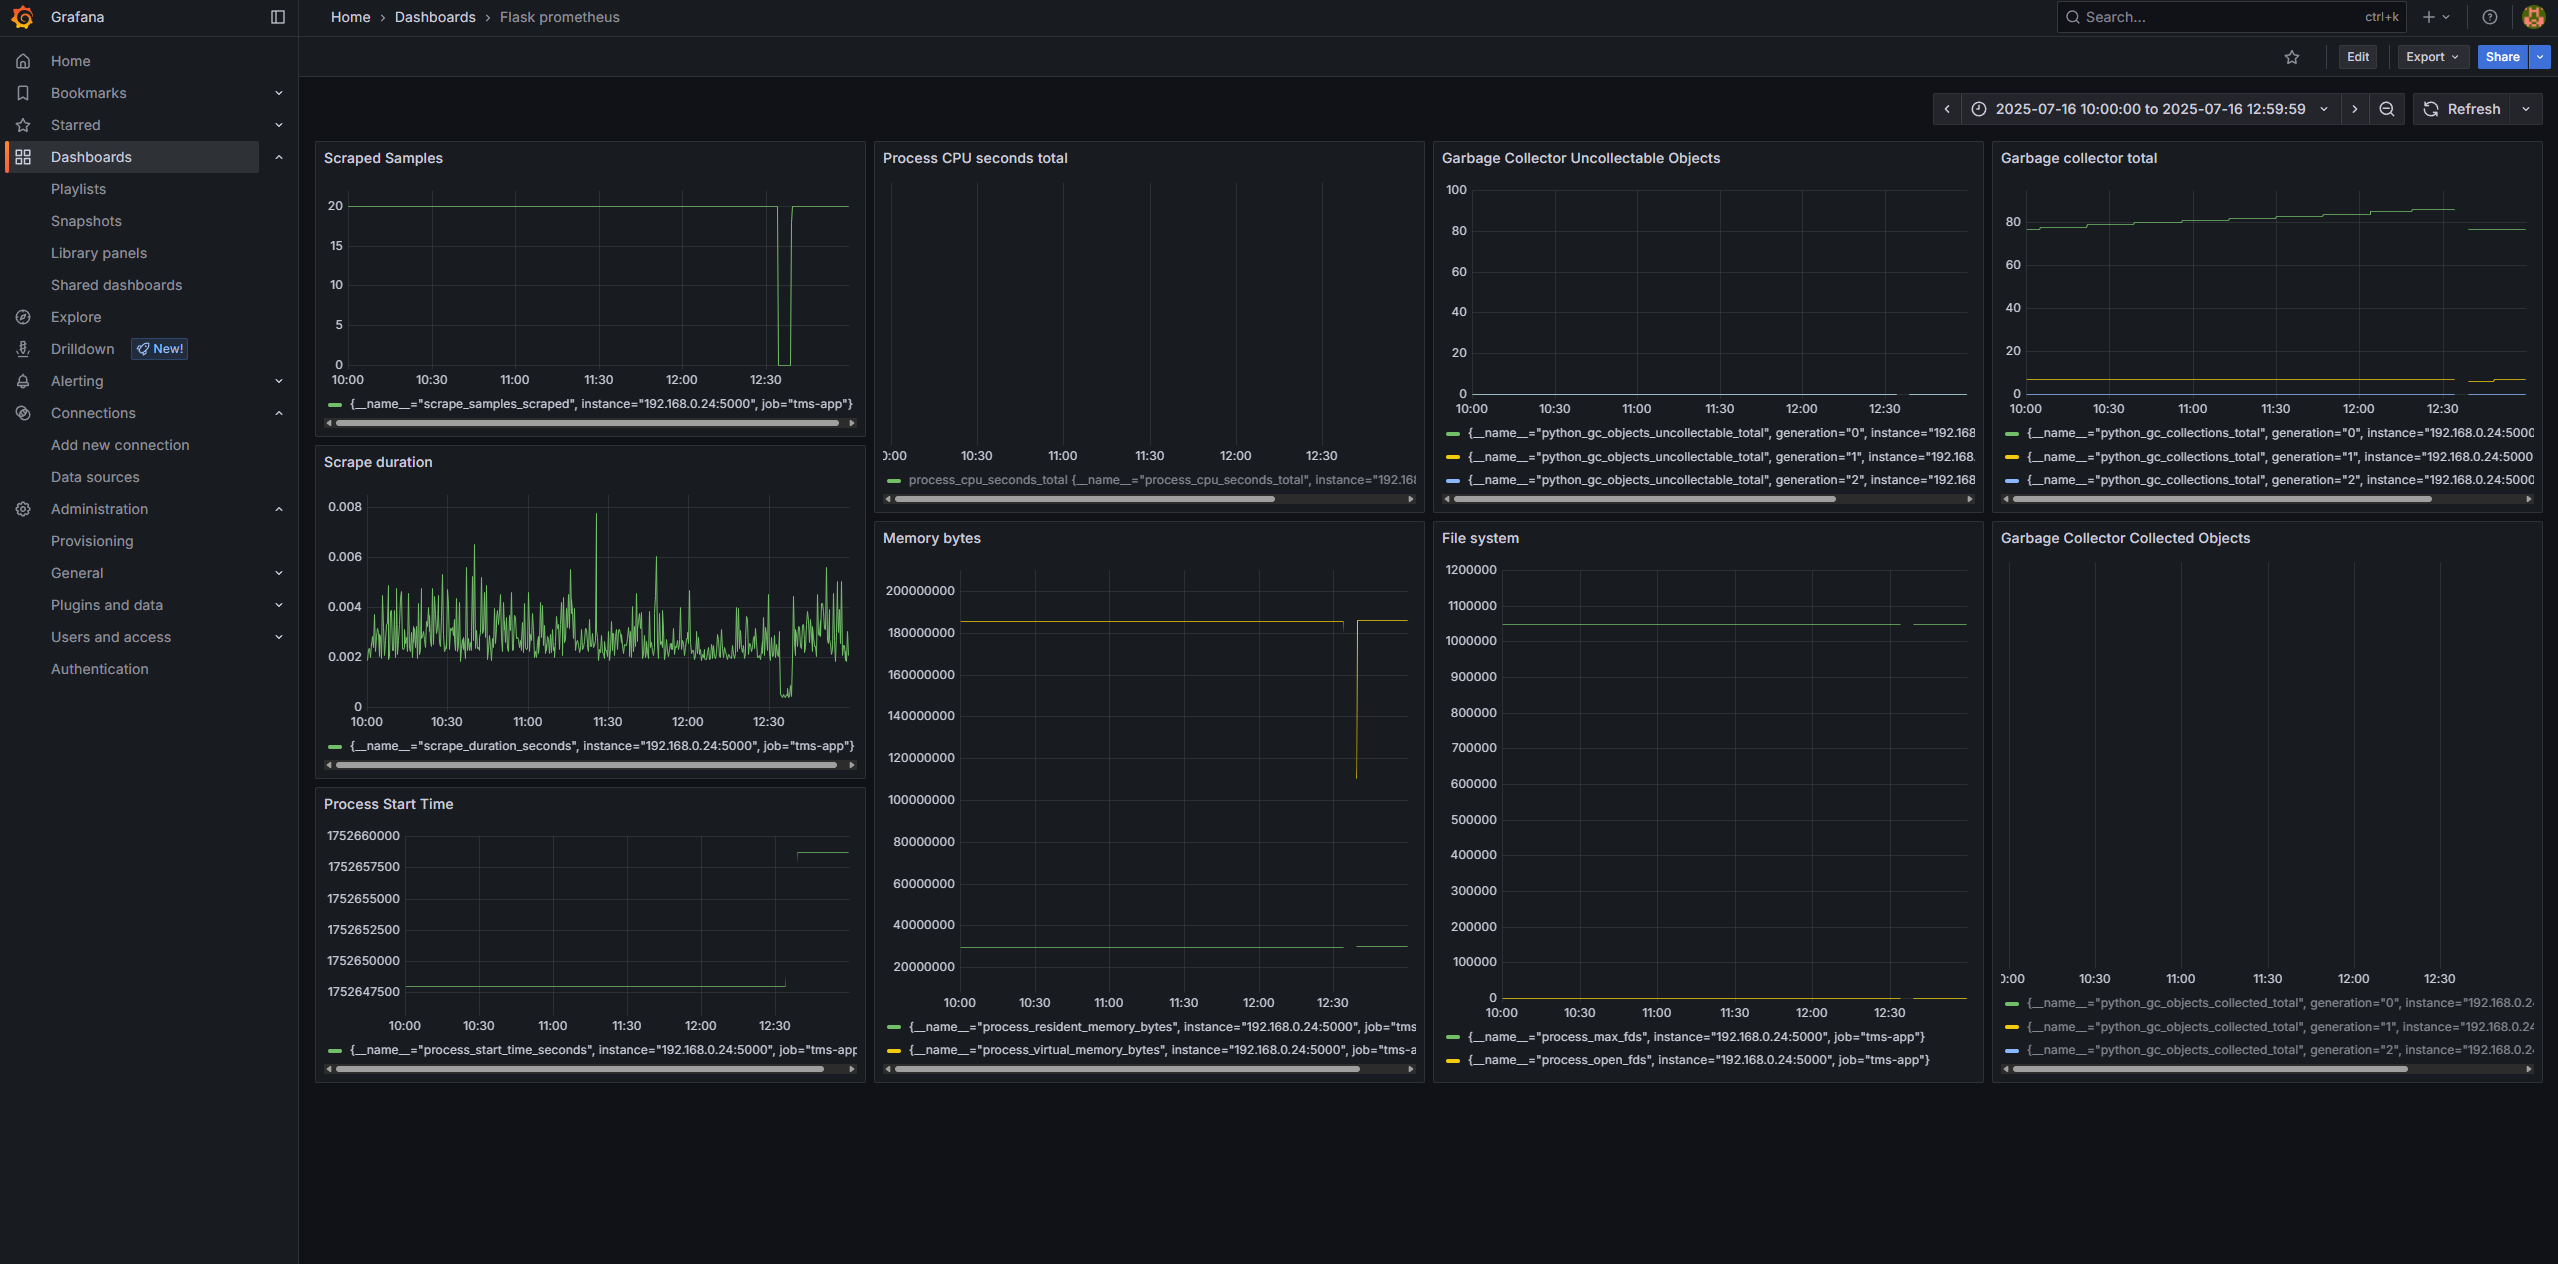 Grafana
Home › Dashboards › Flask prometheus
Search... ctrl+k
Edit Export Share
Home
Bookmarks
Starred
Dashboards
Playlists
Snapshots
Library panels
Shared dashboards
Explore
Drilldown New!
Alerting
Connections
Add new connection
Data sources
Administration
Provisioning
General
Plugins and data
Users and access
Authentication
2025-07-16 10:00:00 to 2025-07-16 12:59:59 Refresh
Scraped Samples
20
15
10
5
0
10:00 10:30 11:00 11:30 12:00 12:30
{__name__="scrape_samples_scraped", instance="192.168.0.24:5000", job="tms-app"}
Scrape duration
0.008
0.006
0.004
0.002
0
10:00 10:30 11:00 11:30 12:00 12:30
{__name__="scrape_duration_seconds", instance="192.168.0.24:5000", job="tms-app"}
Process Start Time
1752660000
1752657500
1752655000
1752652500
1752650000
1752647500
10:00 10:30 11:00 11:30 12:00 12:30
{__name__="process_start_time_seconds", instance="192.168.0.24:5000", job="tms-app
Process CPU seconds total
0:00 10:30 11:00 11:30 12:00 12:30
process_cpu_seconds_total {__name__="process_cpu_seconds_total", instance="192.168
Memory bytes
200000000
180000000
160000000
140000000
120000000
100000000
80000000
60000000
40000000
20000000
10:00 10:30 11:00 11:30 12:00 12:30
{__name__="process_resident_memory_bytes", instance="192.168.0.24:5000", job="tms
{__name__="process_virtual_memory_bytes", instance="192.168.0.24:5000", job="tms-a
Garbage Collector Uncollectable Objects
100
80
60
40
20
0
10:00 10:30 11:00 11:30 12:00 12:30
{__name__="python_gc_objects_uncollectable_total", generation="0", instance="192.168
{__name__="python_gc_objects_uncollectable_total", generation="1", instance="192.168.
{__name__="python_gc_objects_uncollectable_total", generation="2", instance="192.168
File system
1200000
1100000
1000000
900000
800000
700000
600000
500000
400000
300000
200000
100000
0
10:00 10:30 11:00 11:30 12:00 12:30
{__name__="process_max_fds", instance="192.168.0.24:5000", job="tms-app"}
{__name__="process_open_fds", instance="192.168.0.24:5000", job="tms-app"}
Garbage collector total
80
60
40
20
0
10:00 10:30 11:00 11:30 12:00 12:30
{__name__="python_gc_collections_total", generation="0", instance="192.168.0.24:5000
{__name__="python_gc_collections_total", generation="1", instance="192.168.0.24:5000
{__name__="python_gc_collections_total", generation="2", instance="192.168.0.24:5000
Garbage Collector Collected Objects
0:00 10:30 11:00 11:30 12:00 12:30
{__name__="python_gc_objects_collected_total", generation="0", instance="192.168.0.2
{__name__="python_gc_objects_collected_total", generation="1", instance="192.168.0.24
{__name__="python_gc_objects_collected_total", generation="2", instance="192.168.0.2